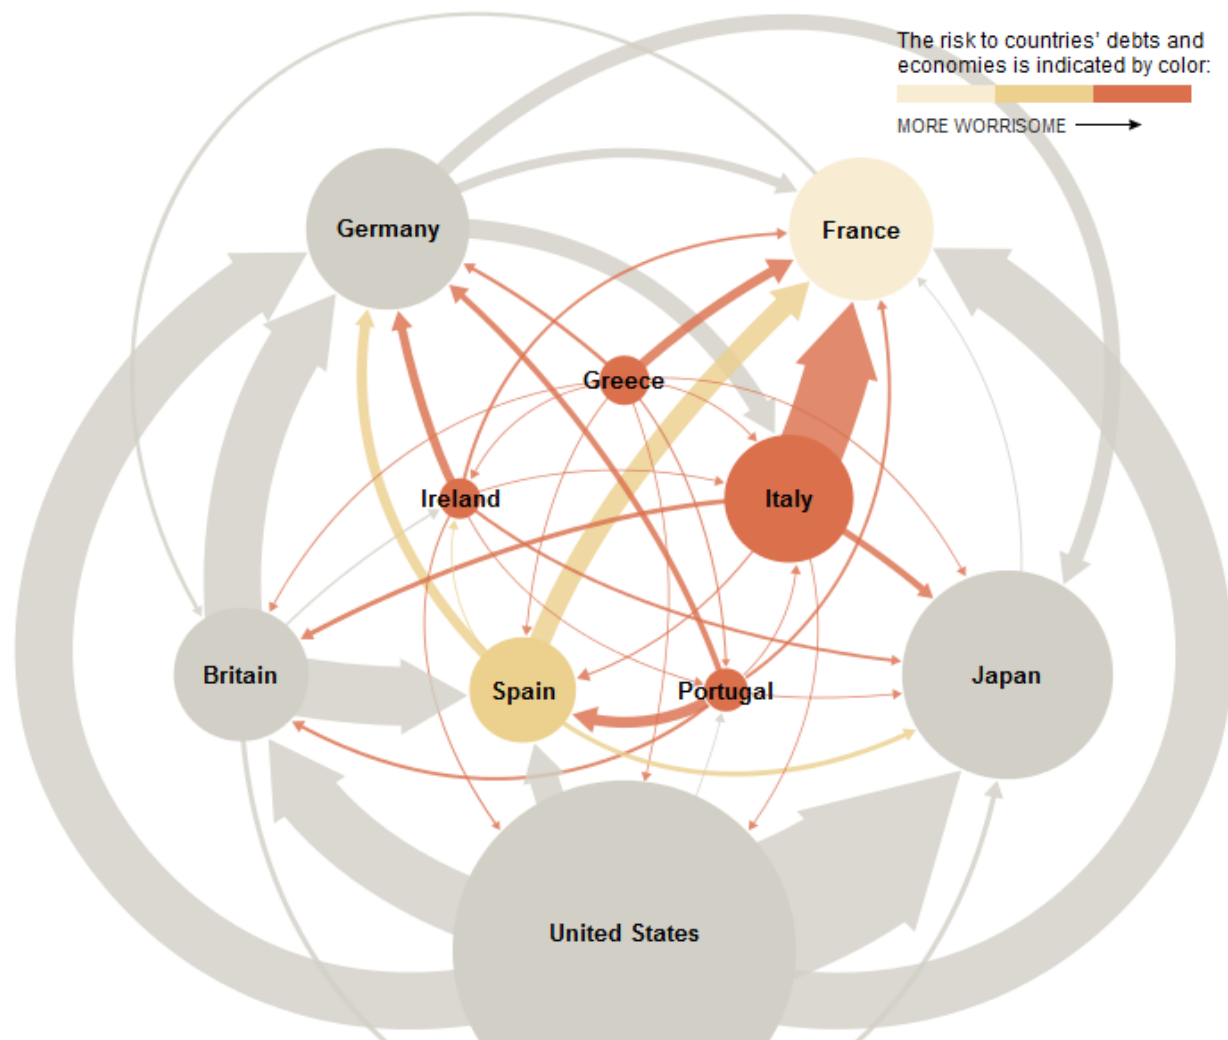 The risk to countries' debts and
economies is indicated by color:
MORE WORRISOME
Germany
France
Greece
Ireland
Italy
Britain
Spain
Portugal
Japan
United States